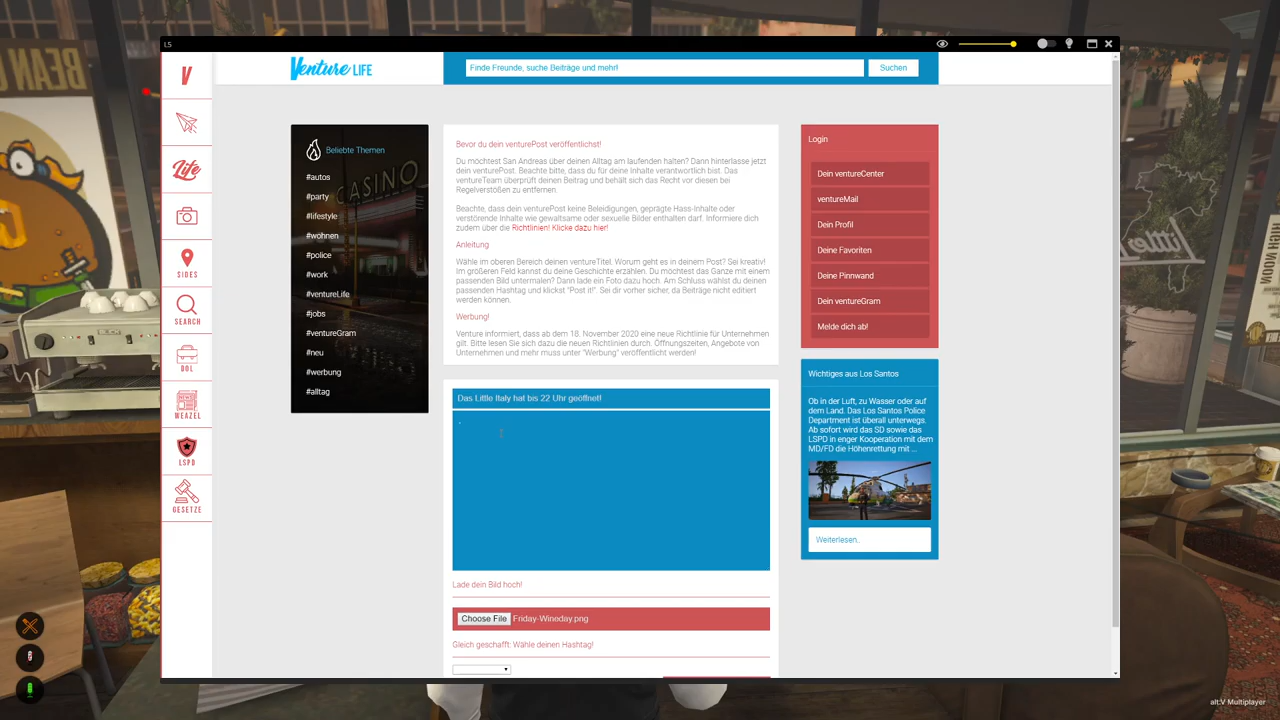 L5
Venture LIFE
Finde Freunde, suche Beiträge und mehr!
Suchen
V
Life
SIDES
SEARCH
DOL
WEAZEL
LSPD
GESETZE
Beliebte Themen
#autos
#party
#lifestyle
#wohnen
#police
#work
#ventureLife
#jobs
#ventureGram
#neu
#werbung
#alltag
CASINO
Bevor du dein venturePost veröffentlichst!
Du möchtest San Andreas über deinen Alltag am laufenden halten? Dann hinterlasse jetzt
dein venturePost. Beachte bitte, dass du für deine Inhalte verantwortlich bist. Das
ventureTeam überprüft deinen Beitrag und behält sich das Recht vor diesen bei
Regelverstößen zu entfernen.
Beachte, dass dein venturePost keine Beleidigungen, geprägte Hass-Inhalte oder
verstörende Inhalte wie gewaltsame oder sexuelle Bilder enthalten darf. Informiere dich
zudem über die Richtlinien! Klicke dazu hier!
Anleitung
Wähle im oberen Bereich deinen ventureTitel. Worum geht es in deinem Post? Sei kreativ!
Im größeren Feld kannst du deine Geschichte erzählen. Du möchtest das Ganze mit einem
passenden Bild untermalen? Dann lade ein Foto dazu hoch. Am Schluss wählst du deinen
passenden Hashtag und klickst "Post it!". Sei dir vorher sicher, da Beiträge nicht editiert
werden können.
Werbung!
Venture informiert, dass ab dem 18. November 2020 eine neue Richtlinie für Unternehmen
gilt. Bitte lesen Sie sich dazu die neuen Richtlinien durch. Öffnungszeiten, Angebote von
Unternehmen und mehr muss unter "Werbung" veröffentlicht werden!
Das Little Italy hat bis 22 Uhr geöffnet!
,
Lade dein Bild hoch!
Choose File Friday-Wineday.png
Gleich geschafft: Wähle deinen Hashtag!
Login
Dein ventureCenter
ventureMail
Dein Profil
Deine Favoriten
Deine Pinnwand
Dein ventureGram
Melde dich ab!
Wichtiges aus Los Santos
Ob in der Luft, zu Wasser oder auf
dem Land. Das Los Santos Police
Department ist überall unterwegs.
Ab sofort wird das SD sowie das
LSPD in enger Kooperation mit dem
MD/FD die Höhenrettung mit ...
Weiterlesen..
BEAN
alt:V Multiplayer